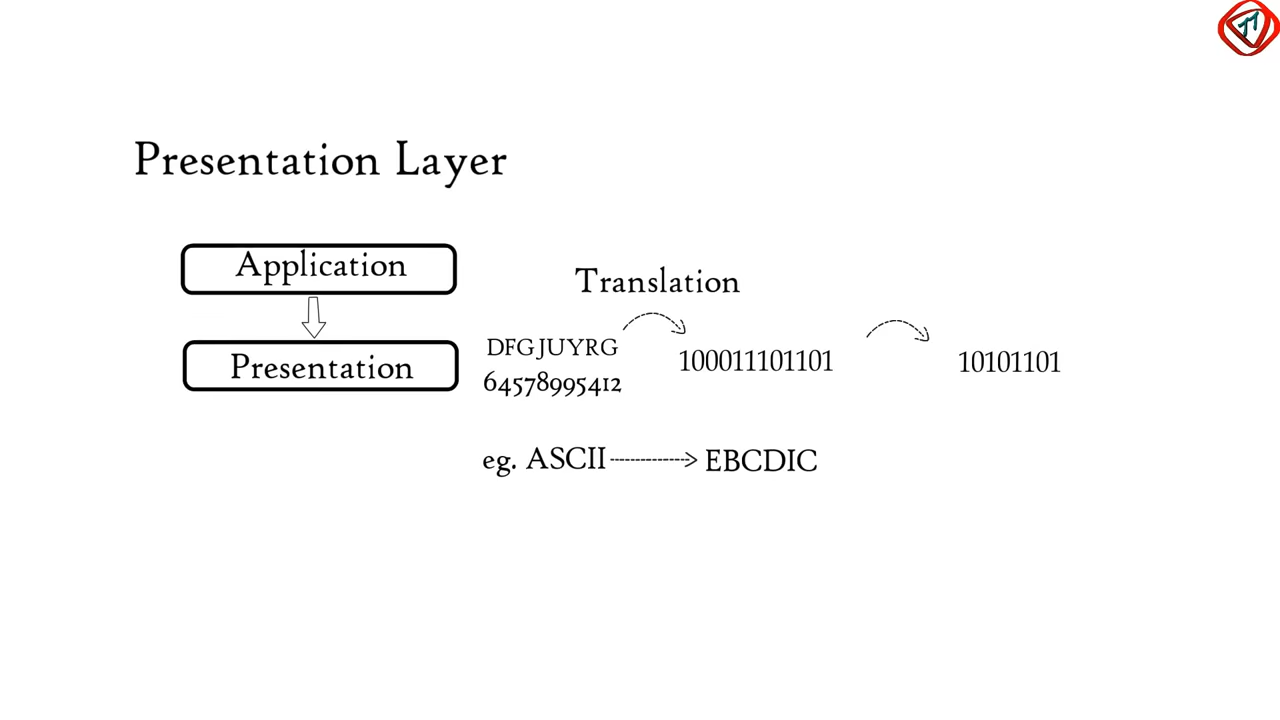 Presentation Layer
Application
Translation
Presentation
DFGJUYRG
64578995412
100011101101
10101101
eg. ASCII
EBCDIC